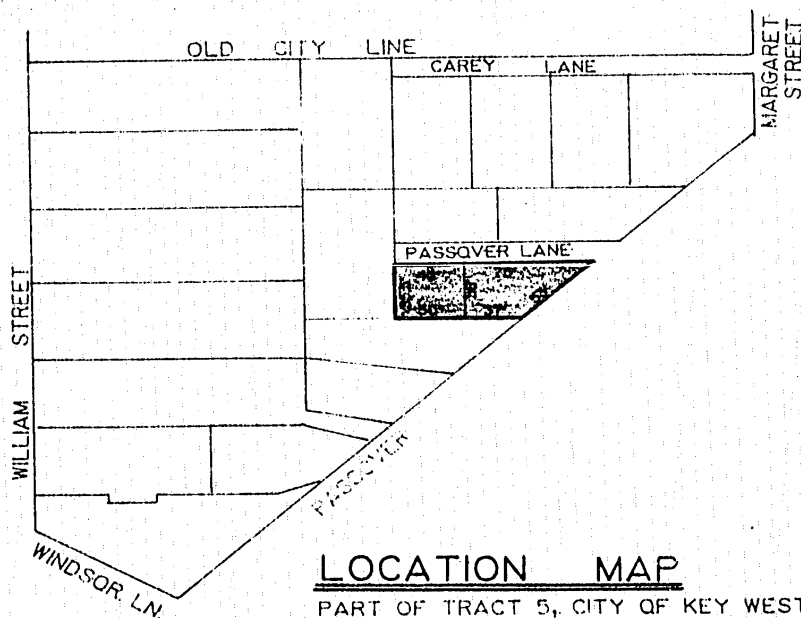 OLD CITY LINE
CAREY LANE
MARGARET
STREET
PASSOVER LANE
37
WILLIAM STREET
PASSOVER
WINDSOR LN
LOCATION MAP
PART OF TRACT 5, CITY OF KEY WEST